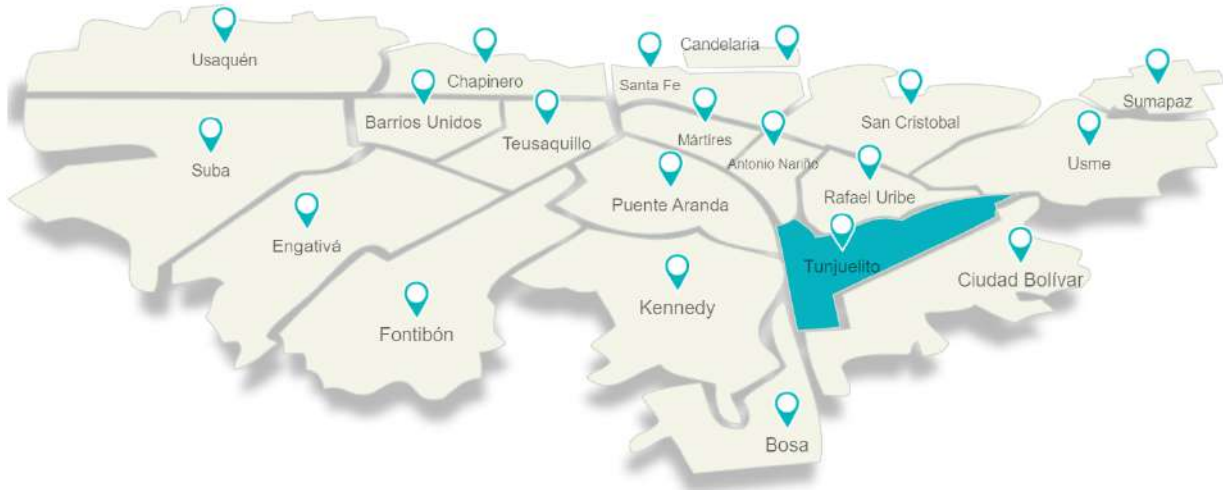 Usaquén
Chapinero
Santa Fe
Candelaria
Sumapaz
Barrios Unidos
Teusaquillo
Mártires
Antonio Nariño
San Cristobal
Usme
Suba
Engativá
Fontibón
Puente Aranda
Kennedy
Rafael Uribe
Tunjuelito
Ciudad Bolívar
Bosa